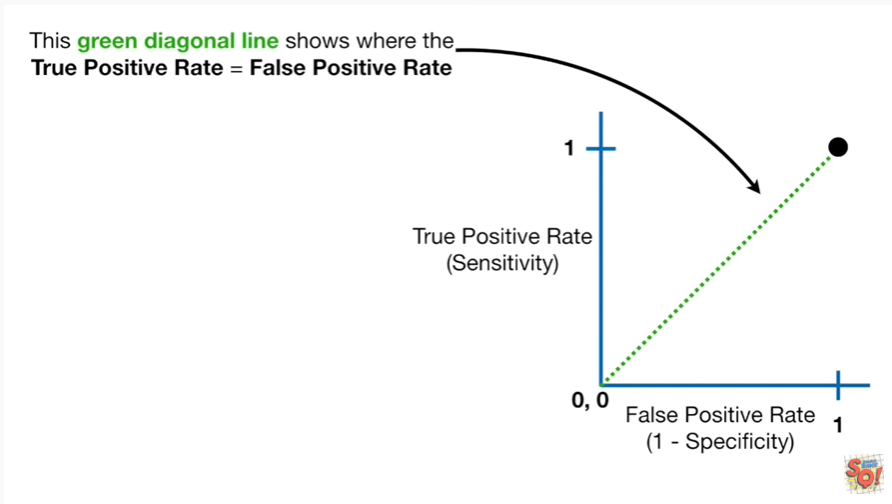 This green diagonal line shows where the
True Positive Rate = False Positive Rate
1
True Positive Rate
(Sensitivity)
0, 0
False Positive Rate
1
(1 - Specificity)
SQ!